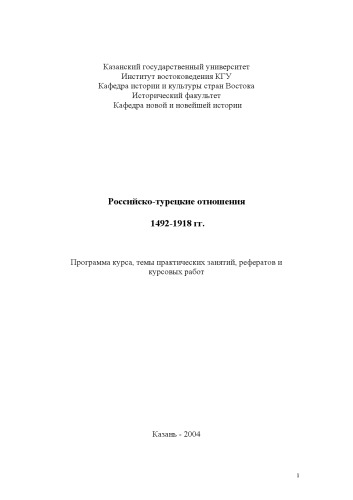 Казанский государственный университет
Институт востоковедения КГУ
Кафедра истории и культуры стран Востока
Исторический факультет
Кафедра новой и новейшей истории
Российско-турецкие отношения
1492-1918 гг.
Программа курса, темы практических занятий, рефератов и
курсовых работ
Казань - 2004
1